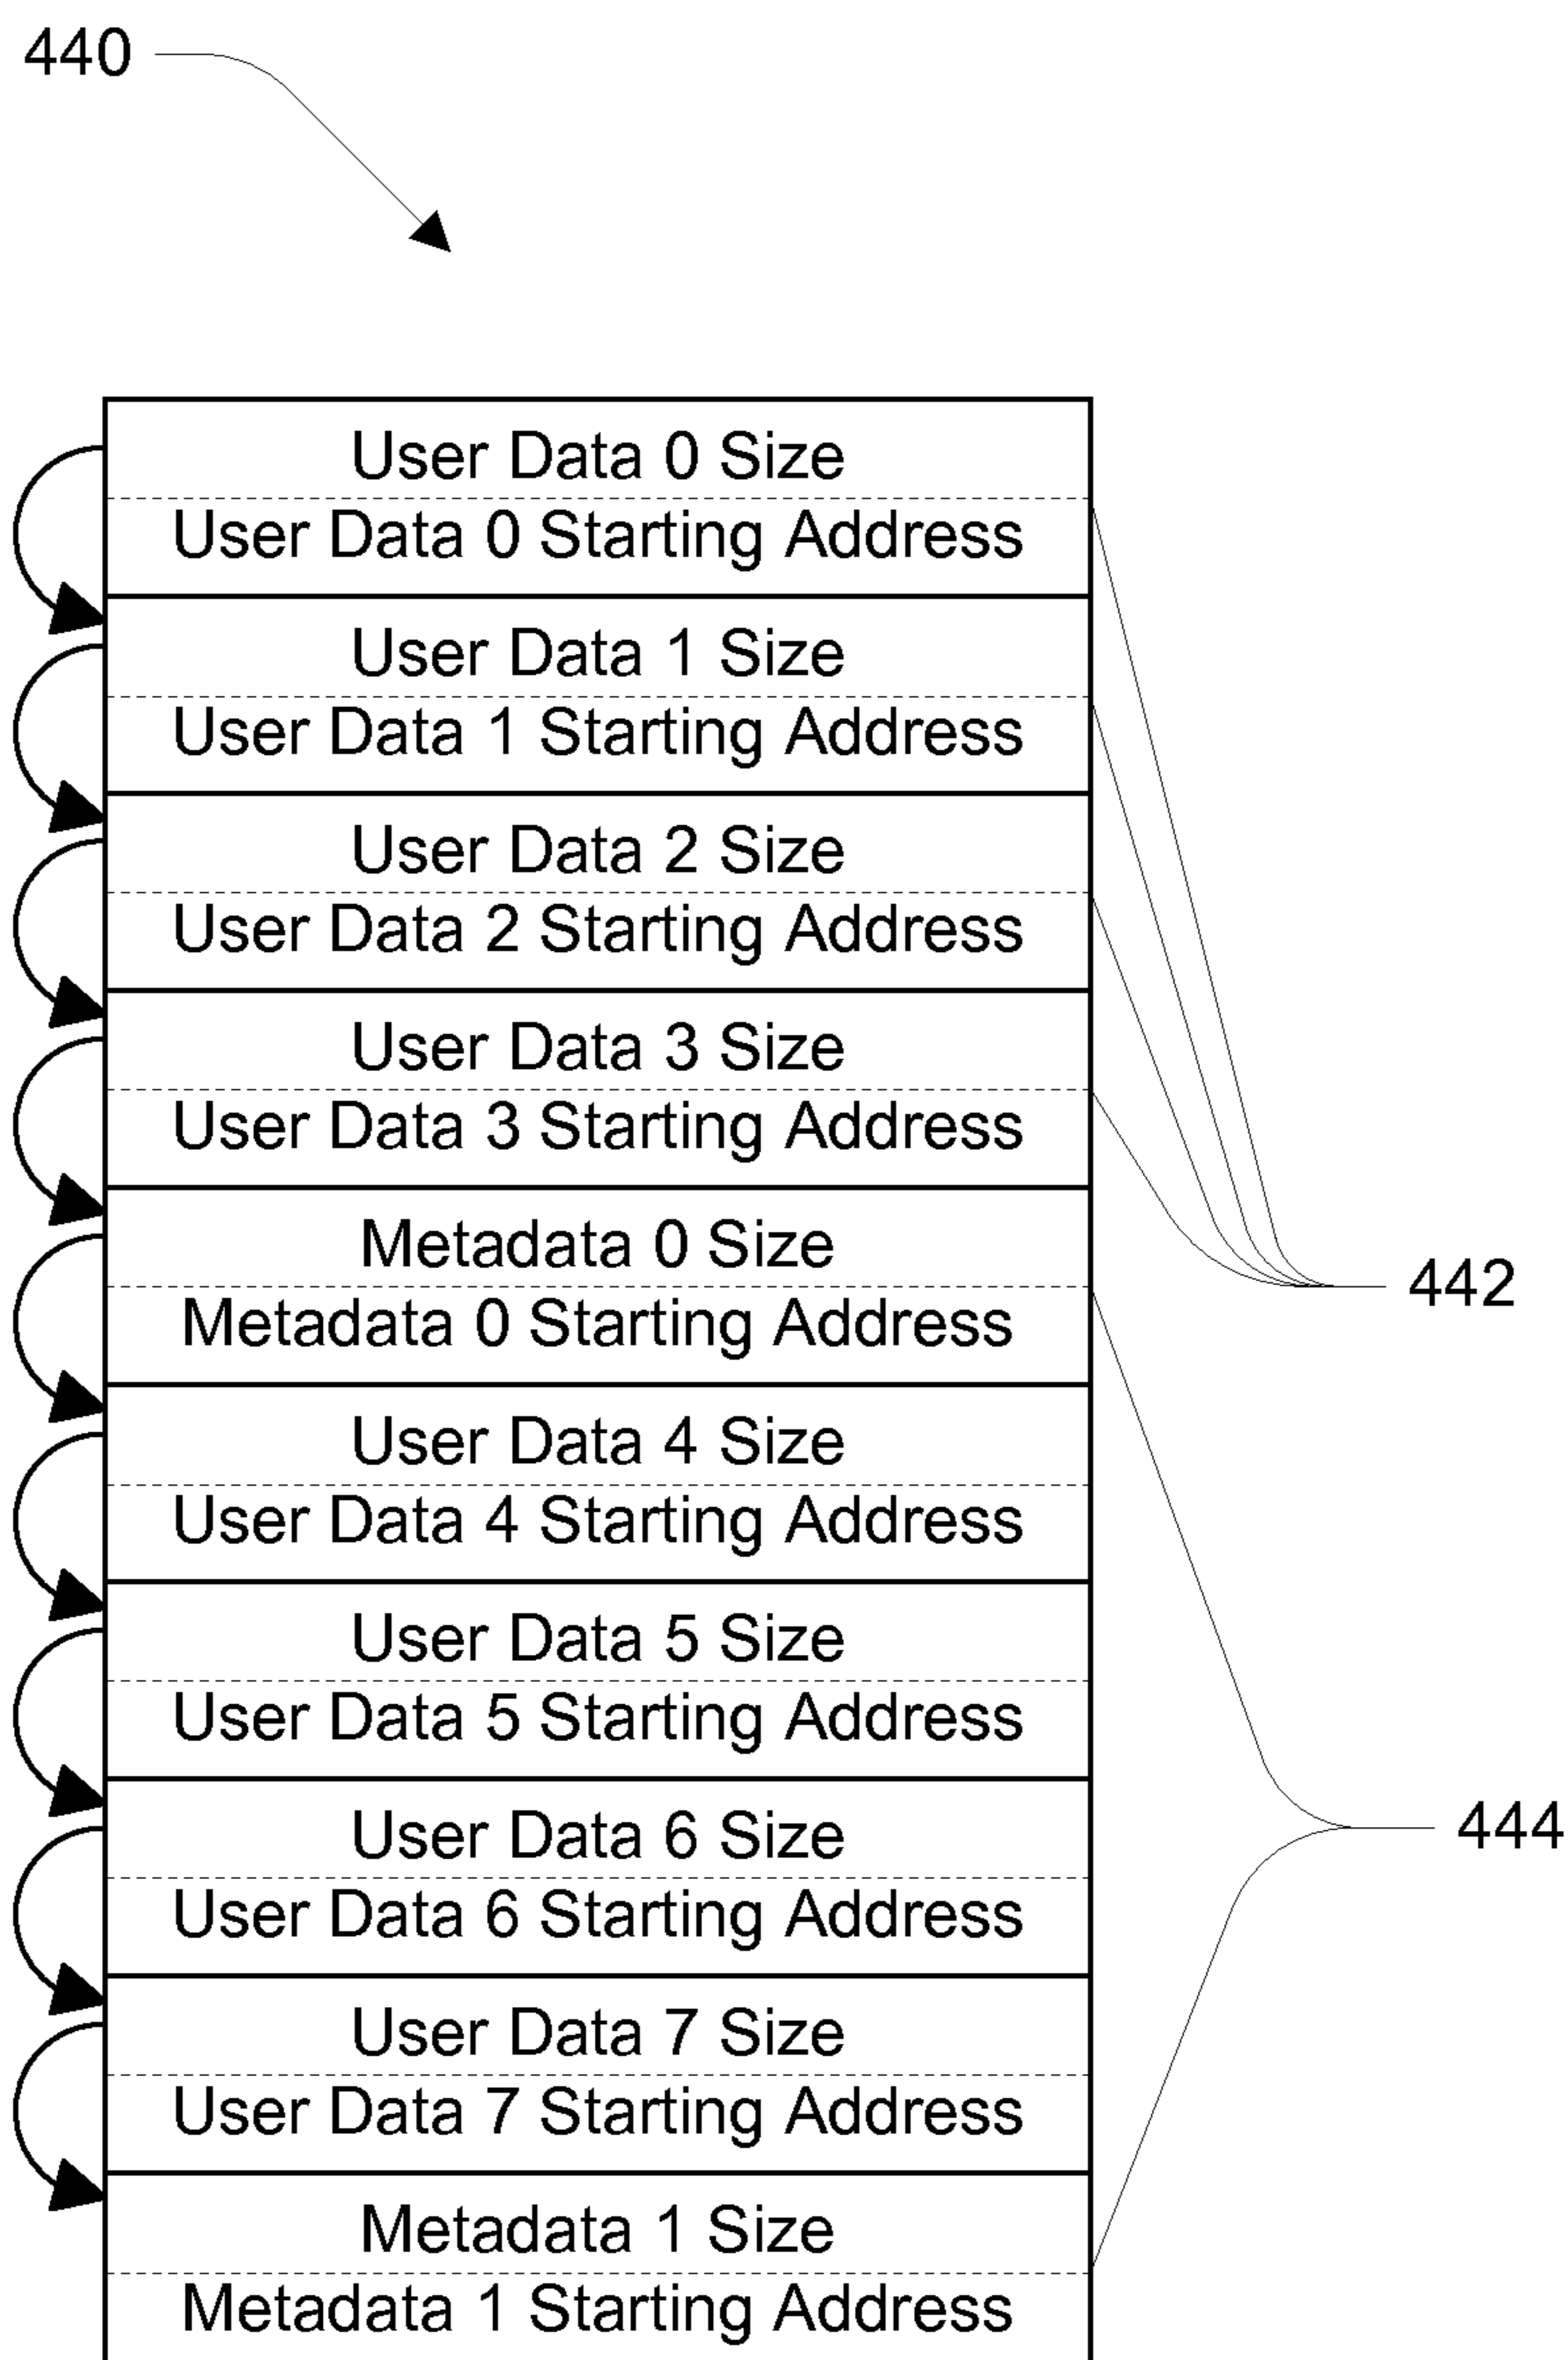 440
User Data 0 Size
User Data 0 Starting Address
User Data 1 Size
User Data 1 Starting Address
User Data 2 Size
User Data 2 Starting Address
User Data 3 Size
User Data 3 Starting Address
Metadata 0 Size
442
Metadata 0 Starting Address
User Data 4 Size
User Data 4 Starting Address
User Data 5 Size
User Data 5 Starting Address
User Data 6 Size
444
User Data 6 Starting Address
User Data 7 Size
User Data 7 Starting Address
Metadata 1 Size
Metadata 1 Starting Address